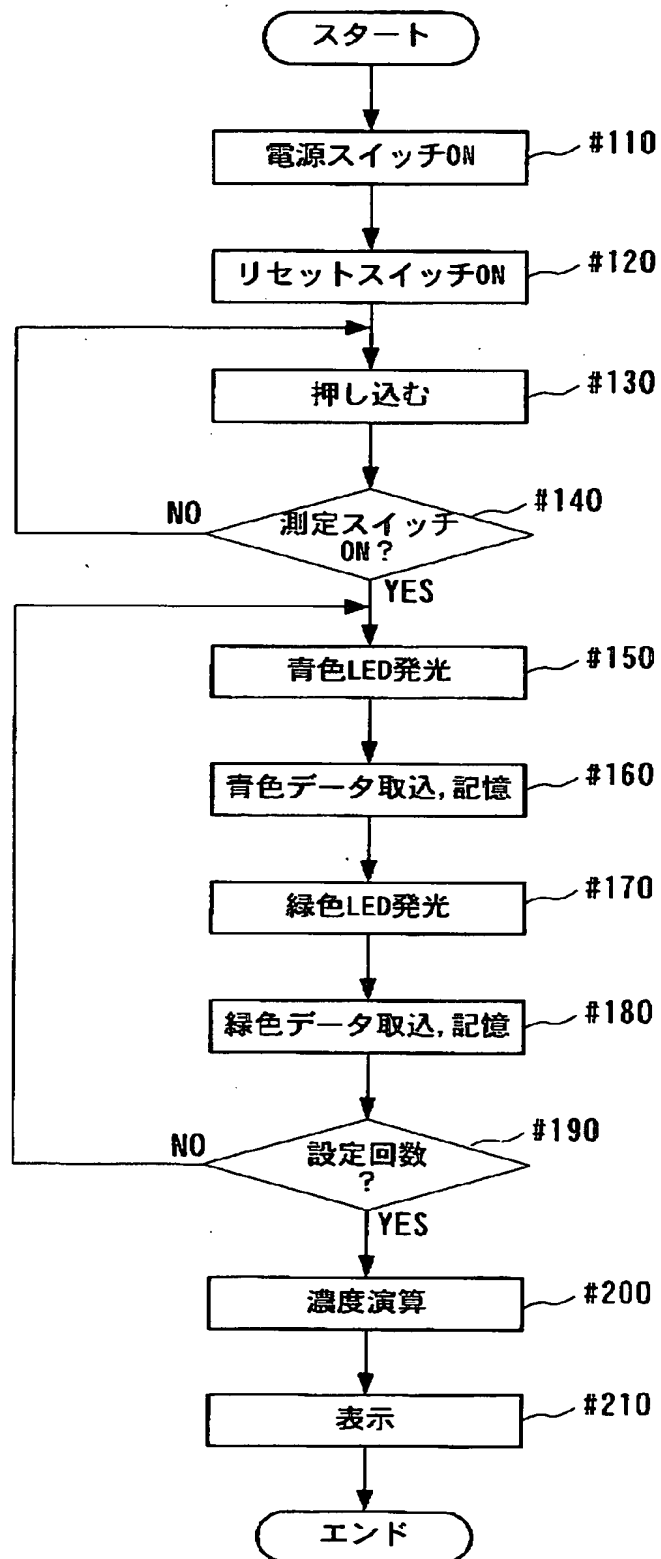 スタート
電源スイッチON
#110
リセットスイッチON
#120
押し込む
#130
測定スイッチ
ON?
#140
NO
YES
青色LED発光
#150
青色データ取込,記憶
#160
緑色LED発光
#170
緑色データ取込,記憶
#180
設定回数
?
#190
NO
YES
濃度演算
#200
表示
#210
エンド